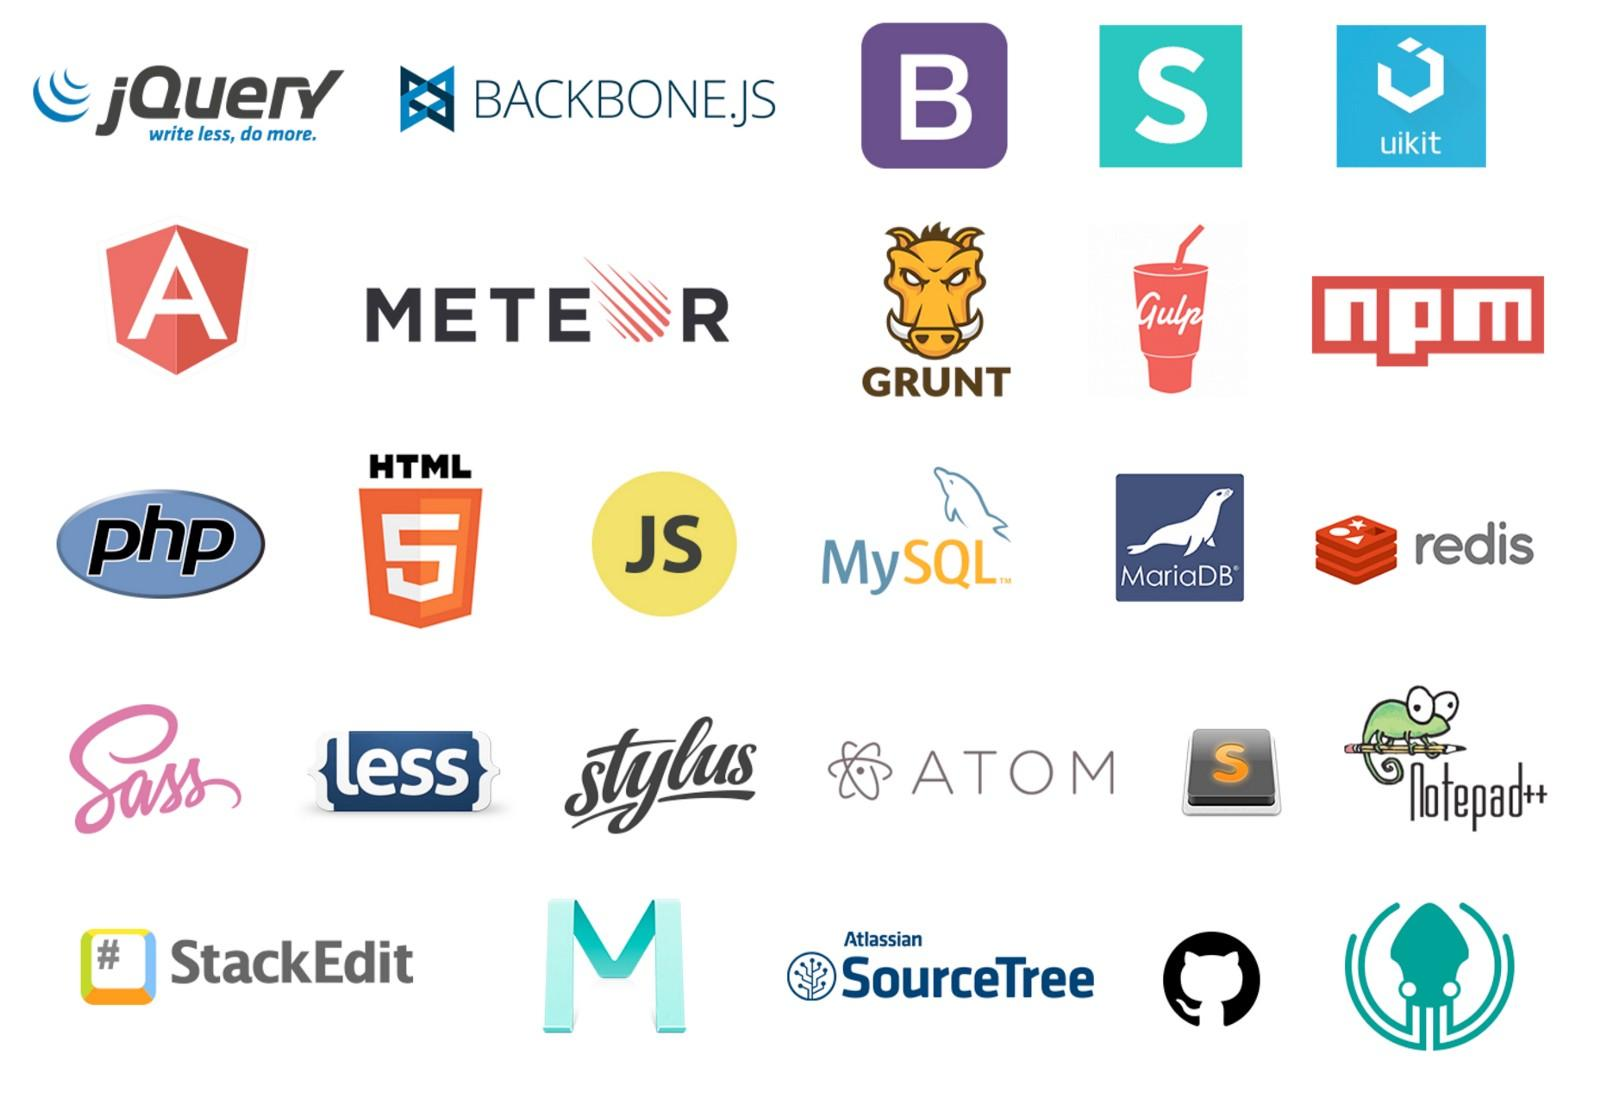 jQuery
write less, do more.
BACKBONE.JS
B
S
uikit
A
METEOR
GRUNT
Gulp
npm
php
HTML
5
JS
MySQL™
MariaDB®
redis
Sass
{less}
stylus
ATOM
S
Notepad++
# StackEdit
M
Atlassian
SourceTree